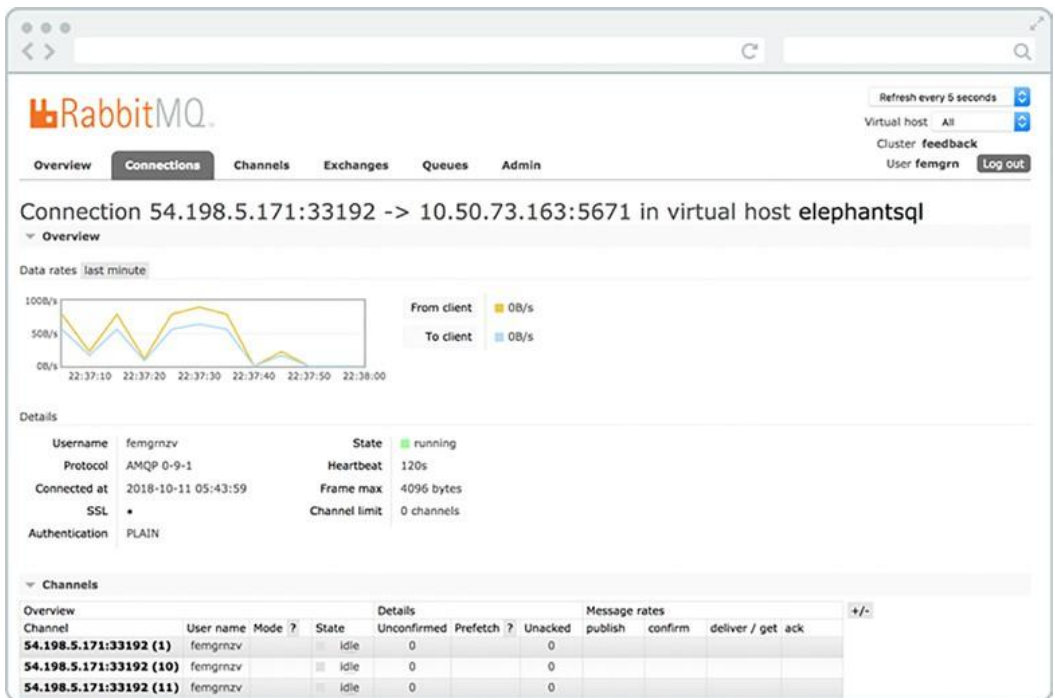 RabbitMQ
Refresh every 5 seconds
Virtual host All
Cluster feedback
User femgrn Log out
Overview Connections Channels Exchanges Queues Admin
Connection 54.198.5.171:33192 -> 10.50.73.163:5671 in virtual host elephantsql
Overview
Data rates last minute
100B/s
50B/s
0B/s
22:37:10 22:37:20 22:37:30 22:37:40 22:37:50 22:38:00
From client 0B/s
To client 0B/s
Details
Username femgrnzv State running
Protocol AMQP 0-9-1 Heartbeat 120s
Connected at 2018-10-11 05:43:59 Frame max 4096 bytes
SSL • Channel limit 0 channels
Authentication PLAIN
Channels
Overview Details Message rates +/-
Channel User name Mode ? State Unconfirmed Prefetch ? Unacked publish confirm deliver / get ack
54.198.5.171:33192 (1) femgrnzv idle 0 0
54.198.5.171:33192 (10) femgrnzv idle 0 0
54.198.5.171:33192 (11) femgrnzv idle 0 0